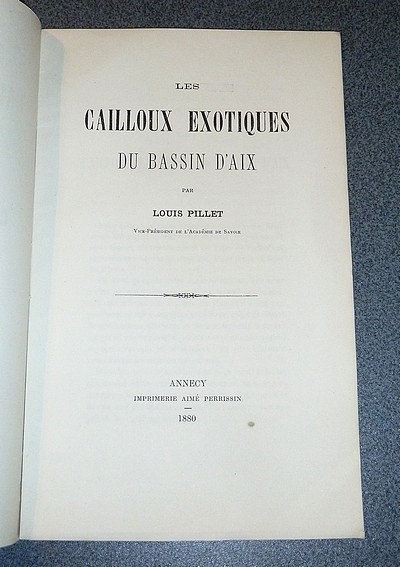 LES
CAILLOUX EXOTIQUES
DU BASSIN D'AIX
PAR
LOUIS PILLET
VICE-PRÉSIDENT DE L'ACADÉMIE DE SAVOIE
ANNECY
IMPRIMERIE AIMÉ PERRISSIN
1880